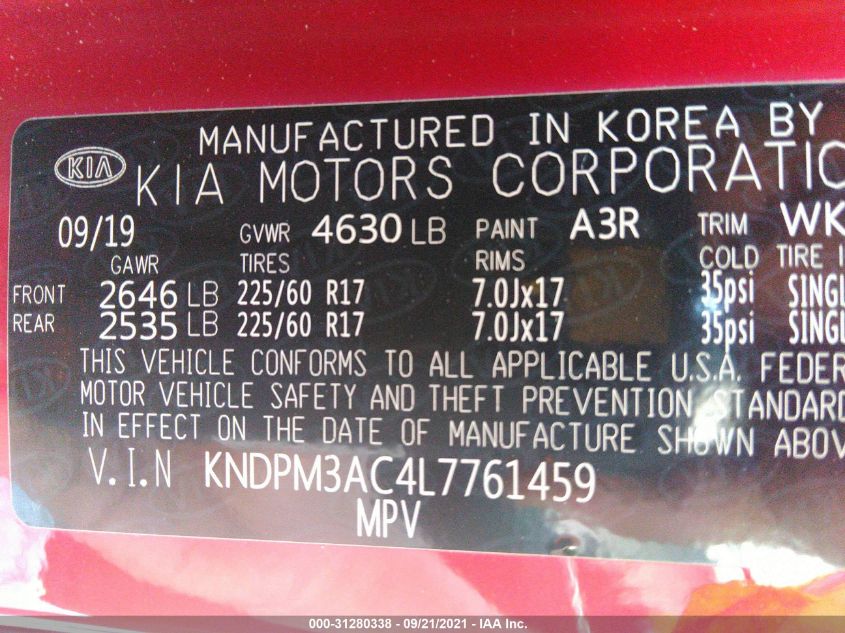 MANUFACTURED IN KOREA BY
KIA KIA MOTORS CORPORATIO
09/19 GVWR 4630 LB PAINT A3R TRIM WK
GAWR TIRES RIMS COLD TIRE I
FRONT 2646 LB 225/60 R17 7.0Jx17 35psi SINGL
REAR 2535 LB 225/60 R17 7.0Jx17 35psi SINGL
THIS VEHICLE CONFORMS TO ALL APPLICABLE U.S.A. FEDER
MOTOR VEHICLE SAFETY AND THEFT PREVENTION STANDARD
IN EFFECT ON THE DATE OF MANUFACTURE SHOWN ABOV
V.I.N KNDPM3AC4L7761459
MPV
000-31280338 - 09/21/2021 - IAA Inc.